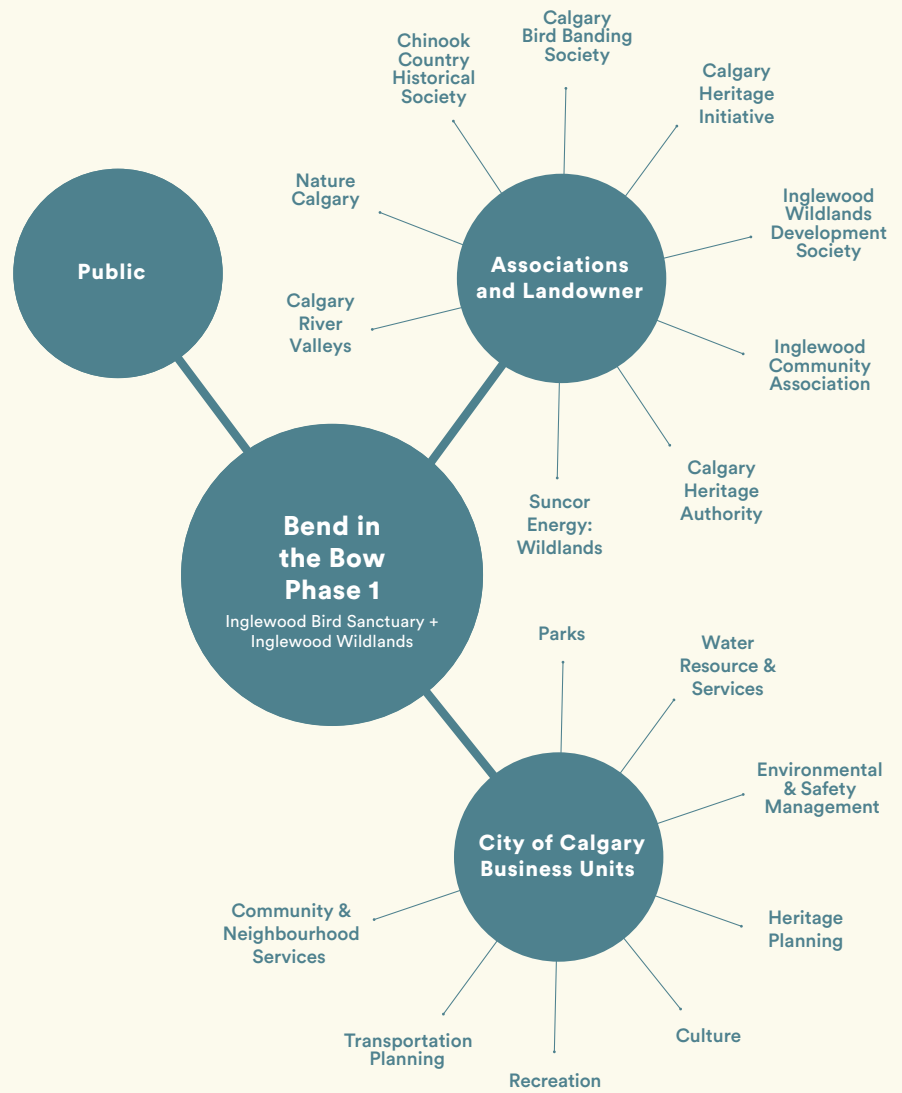 Calgary
Bird Banding
Society
Chinook
Country
Historical
Society
Calgary
Heritage
Initiative
Nature
Calgary
Inglewood
Wildlands
Development
Society
Public
Associations
and Landowner
Calgary
River
Valleys
Inglewood
Community
Association
Calgary
Heritage
Authority
Suncor
Energy:
Wildlands
Bend in
the Bow
Phase 1
Inglewood Bird Sanctuary +
Inglewood Wildlands
Parks
Water
Resource &
Services
Environmental
& Safety
Management
City of Calgary
Business Units
Community &
Neighbourhood
Services
Heritage
Planning
Culture
Transportation
Planning
Recreation